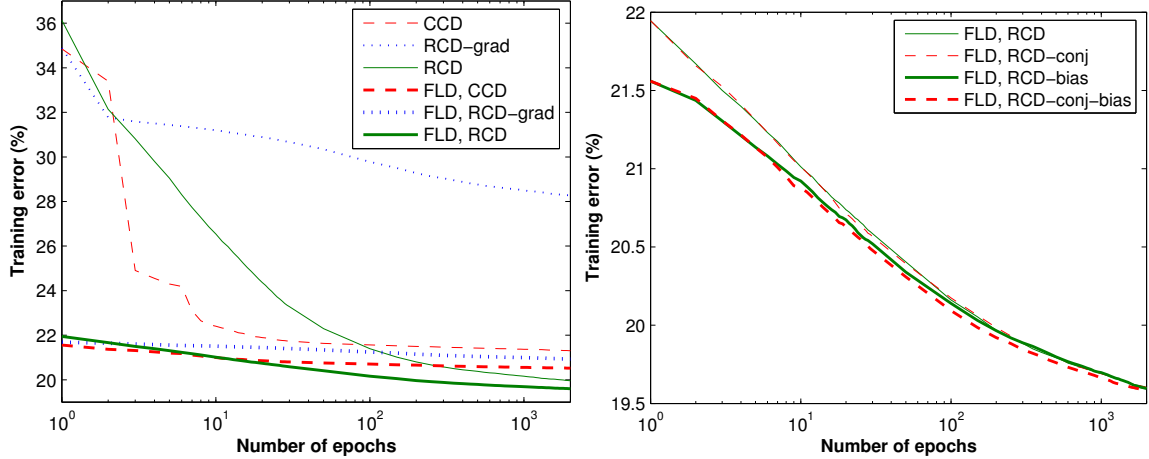 36
34
32
30
28
26
24
22
20
Training error (%)
10^0
10^1
10^2
10^3
Number of epochs
CCD
RCD−grad
RCD
FLD, CCD
FLD, RCD−grad
FLD, RCD
22
21.5
21
20.5
20
19.5
Training error (%)
10^0
10^1
10^2
10^3
Number of epochs
FLD, RCD
FLD, RCD−conj
FLD, RCD−bias
FLD, RCD−conj−bias